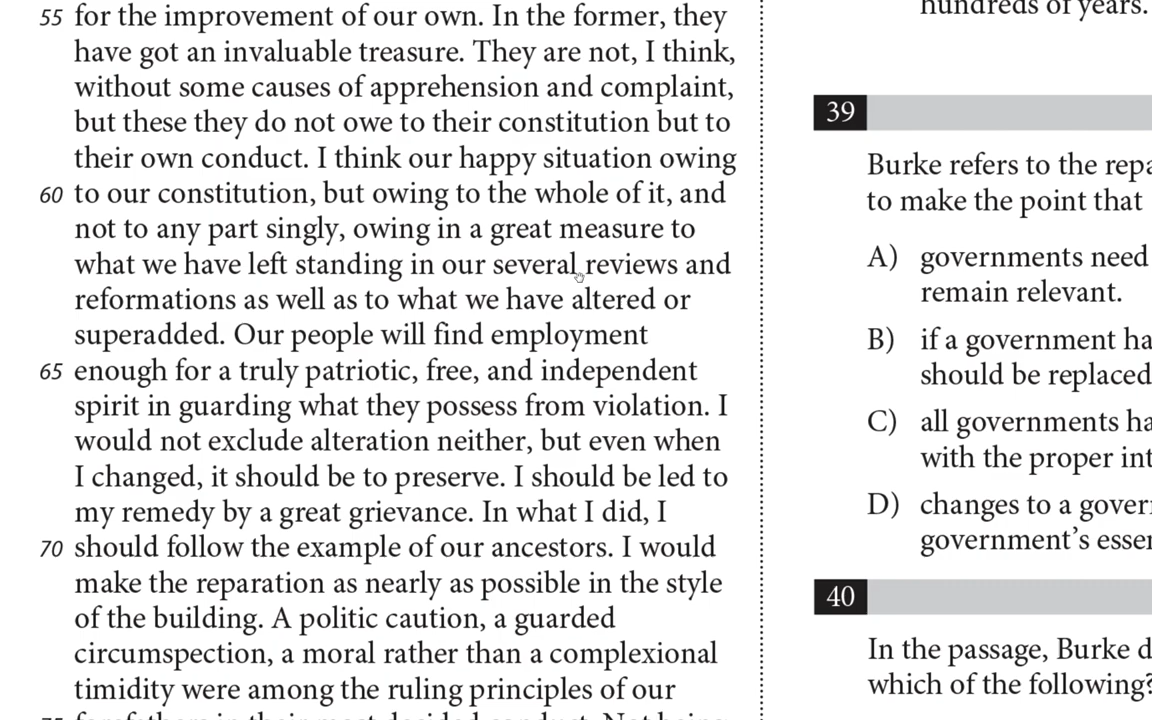 55 for the improvement of our own. In the former, they
have got an invaluable treasure. They are not, I think,
without some causes of apprehension and complaint,
but these they do not owe to their constitution but to
their own conduct. I think our happy situation owing
60 to our constitution, but owing to the whole of it, and
not to any part singly, owing in a great measure to
what we have left standing in our several reviews and
reformations as well as to what we have altered or
superadded. Our people will find employment
65 enough for a truly patriotic, free, and independent
spirit in guarding what they possess from violation. I
would not exclude alteration neither, but even when
I changed, it should be to preserve. I should be led to
my remedy by a great grievance. In what I did, I
70 should follow the example of our ancestors. I would
make the reparation as nearly as possible in the style
of the building. A politic caution, a guarded
circumspection, a moral rather than a complexional
timidity were among the ruling principles of our
hundreds of years.
39
Burke refers to the repa
to make the point that
A) governments need
remain relevant.
B) if a government ha
should be replaced
C) all governments ha
with the proper int
D) changes to a gover
government's esse
40
In the passage, Burke d
which of the following?